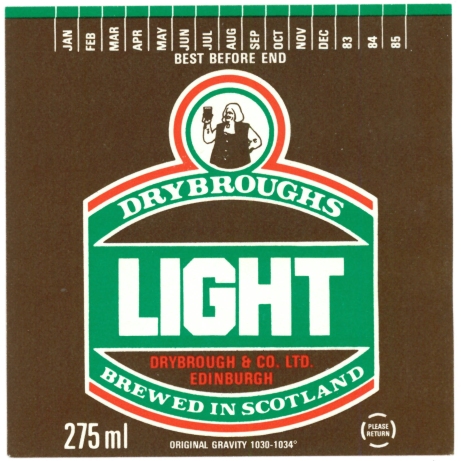 JAN FEB MAR APR MAY JUN JUL AUG SEP OCT NOV DEC 83 84 85
BEST BEFORE END
DRYBROUGHS
LIGHT
DRYBROUGH & CO. LTD.
EDINBURGH
BREWED IN SCOTLAND
275 ml
ORIGINAL GRAVITY 1030-1034°
PLEASE
RETURN